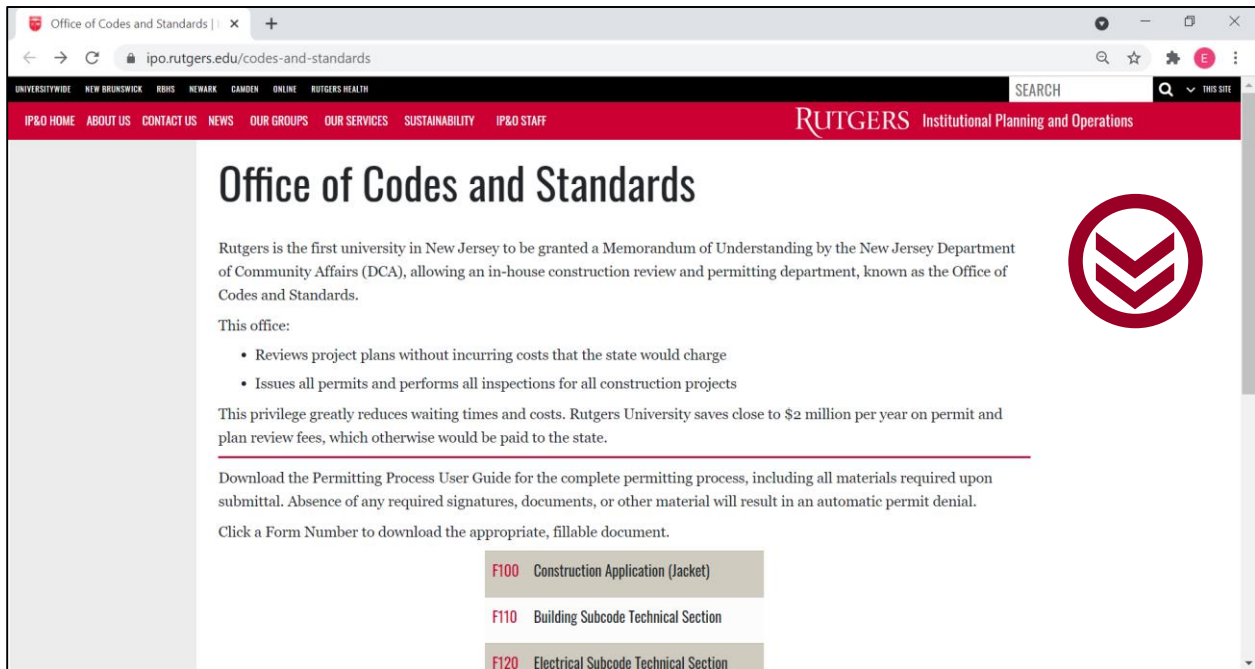 Office of Codes and Standards |
ipo.rutgers.edu/codes-and-standards
E
UNIVERSITYWIDE NEW BRUNSWICK RBHS NEWARK CAMDEN ONLINE RUTGERS HEALTH SEARCH THIS SITE
IP&O HOME ABOUT US CONTACT US NEWS OUR GROUPS OUR SERVICES SUSTAINABILITY IP&O STAFF RUTGERS Institutional Planning and Operations
Office of Codes and Standards
Rutgers is the first university in New Jersey to be granted a Memorandum of Understanding by the New Jersey Department
of Community Affairs (DCA), allowing an in-house construction review and permitting department, known as the Office of
Codes and Standards.
This office:
• Reviews project plans without incurring costs that the state would charge
• Issues all permits and performs all inspections for all construction projects
This privilege greatly reduces waiting times and costs. Rutgers University saves close to $2 million per year on permit and
plan review fees, which otherwise would be paid to the state.
Download the Permitting Process User Guide for the complete permitting process, including all materials required upon
submittal. Absence of any required signatures, documents, or other material will result in an automatic permit denial.
Click a Form Number to download the appropriate, fillable document.
F100 Construction Application (Jacket)
F110 Building Subcode Technical Section
F120 Electrical Subcode Technical Section